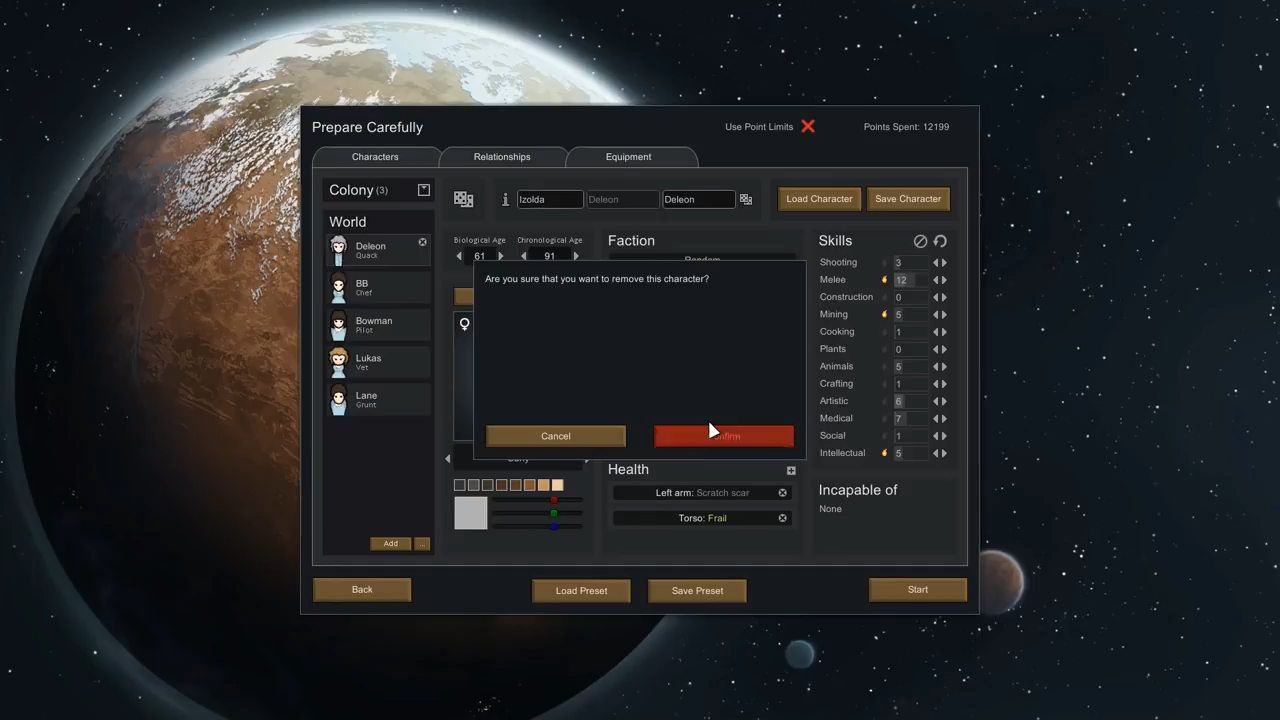 Prepare Carefully
Use Point Limits
Points Spent: 12199
Characters
Relationships
Equipment
Colony (3)
Izolda
Deleon
Deleon
Load Character
Save Character
World
Deleon
Quack
BB
Chef
Bowman
Pilot
Lukas
Vet
Lane
Grunt
Add
...
Biological Age
Chronological Age
61
91
Faction
Are you sure that you want to remove this character?
Cancel
Health
Left arm: Scratch scar
Torso: Frail
Skills
Shooting 3
Melee 12
Construction 0
Mining 5
Cooking 1
Plants 0
Animals 5
Crafting 1
Artistic 6
Medical 7
Social 1
Intellectual 5
Incapable of
None
Back
Load Preset
Save Preset
Start